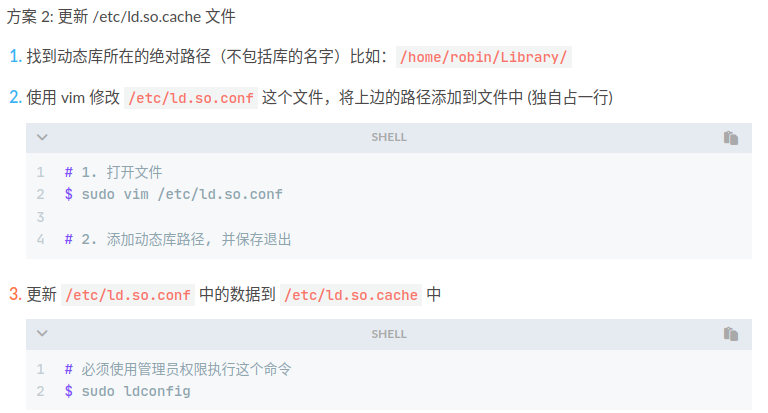 方案 2: 更新 /etc/ld.so.cache 文件
1. 找到动态库所在的绝对路径（不包括库的名字）比如：/home/robin/Library/
2. 使用 vim 修改 /etc/ld.so.conf 这个文件，将上边的路径添加到文件中 (独自占一行)
SHELL
1 # 1. 打开文件
2 $ sudo vim /etc/ld.so.conf
3
4 # 2. 添加动态库路径, 并保存退出
3. 更新 /etc/ld.so.conf 中的数据到 /etc/ld.so.cache 中
SHELL
1 # 必须使用管理员权限执行这个命令
2 $ sudo ldconfig